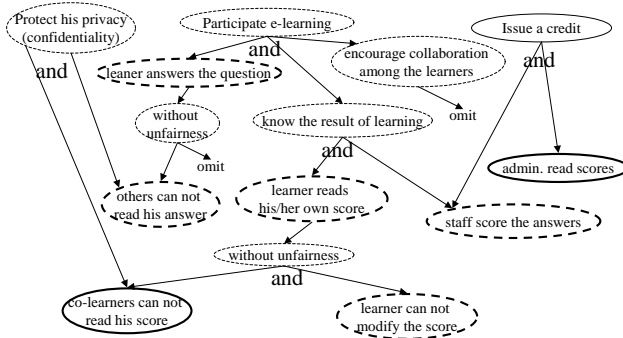 Protect his privacy
(confidentiality)
Participate e-learning
Issue a credit
and
and
and
leaner answers the question
encourage collaboration
among the learners
without
unfairness
omit
know the result of learning
omit
and
admin. read scores
others can not
read his answer
learner reads
his/her own score
staff score the answers
without unfairness
and
co-learners can not
read his score
learner can not
modify the score